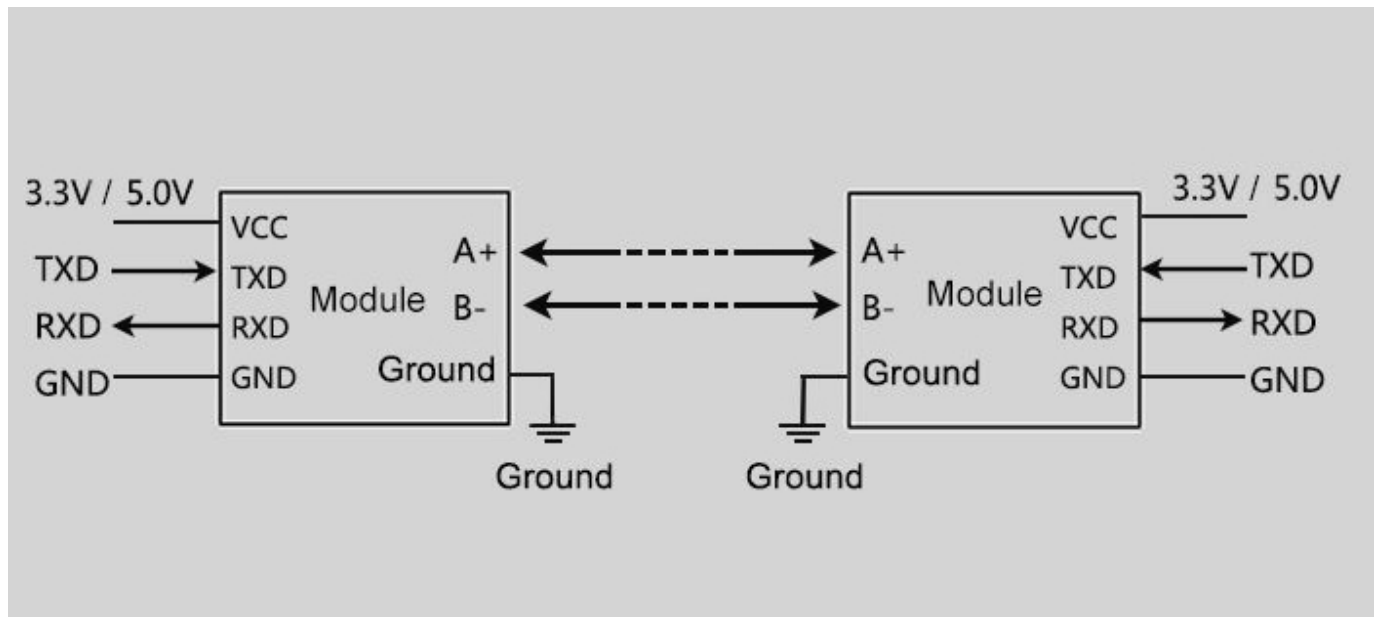 3.3V / 5.0V
VCC
TXD
TXD
RXD
RXD
GND
GND
Module
A+
B-
Ground
Ground
A+
B-
Ground
Ground
Module
VCC
TXD
RXD
GND
3.3V / 5.0V
TXD
RXD
GND